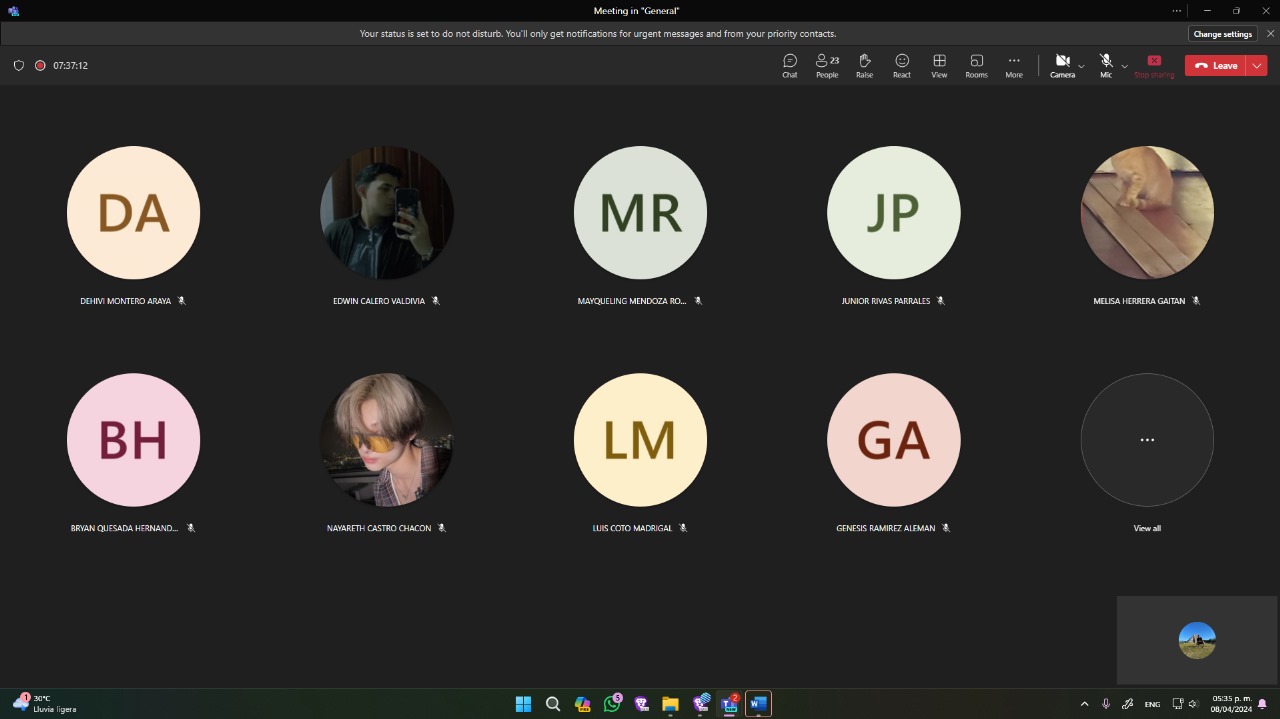 Meeting in "General"
Your status is set to do not disturb. You'll only get notifications for urgent messages and from your priority contacts.
Change settings
07:37:12
Chat
23
People
Raise
React
View
Rooms
More
Camera
Mic
Stop sharing
Leave
DA
MR
JP
DEHIVI MONTERO ARAYA
EDWIN CALERO VALDIVIA
MAYQUELING MENDOZA RO...
JUNIOR RIVAS PARRALES
MELISA HERRERA GAITAN
BH
LM
GA
...
BRYAN QUESADA HERNAND...
NAYARETH CASTRO CHACON
LUIS COTO MADRIGAL
GENESIS RAMIREZ ALEMAN
View all
1
30°C
Lluvia ligera
PRE
5
2
NEW
ENG
05:35 p. m.
08/04/2024